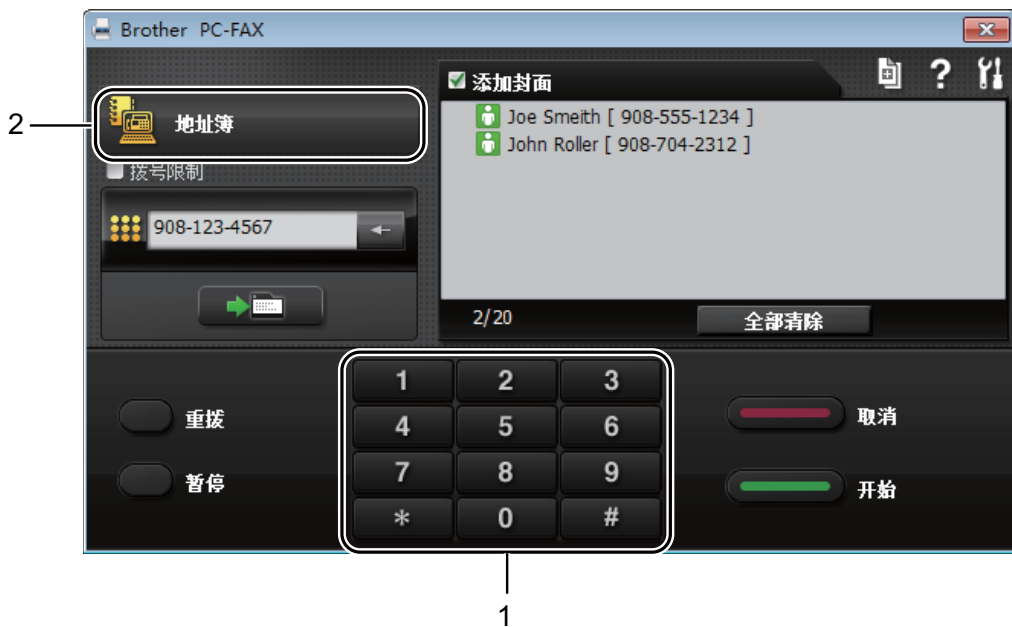 Brother PC-FAX
添加封面
?
2
地址簿
Joe Smeith [ 908-555-1234 ]
John Roller [ 908-704-2312 ]
拨号限制
908-123-4567
2/20
全部清除
1 2 3
重拨
4 5 6
取消
7 8 9
暂停
开始
* 0 #
1